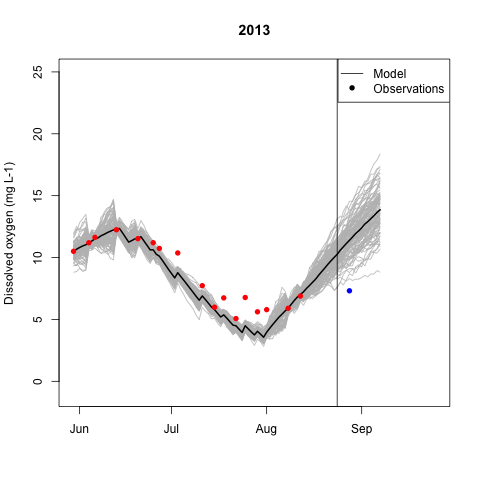 2013
Model
Observations
Dissolved oxygen (mg L-1)
25
20
15
10
5
0
Jun
Jul
Aug
Sep